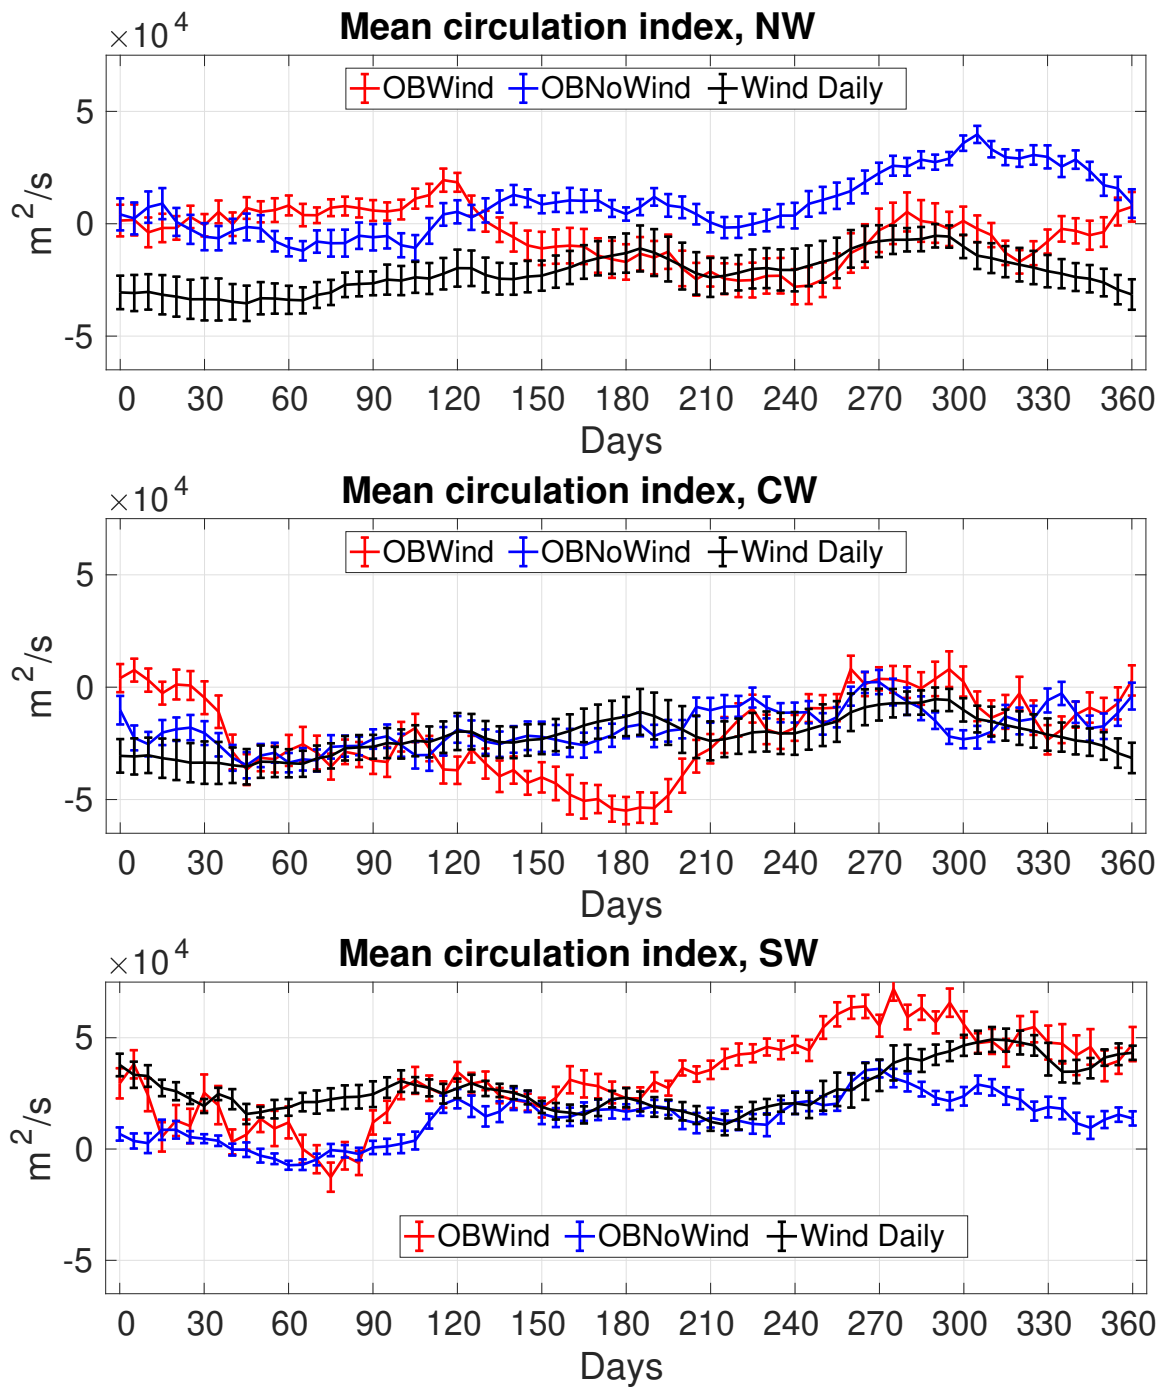 Mean circulation index, NW
×10^4
OBWind OBNoWind Wind Daily
5
0
-5
m^2/s
0 30 60 90 120 150 180 210 240 270 300 330 360
Days
Mean circulation index, CW
×10^4
OBWind OBNoWind Wind Daily
5
0
-5
m^2/s
0 30 60 90 120 150 180 210 240 270 300 330 360
Days
Mean circulation index, SW
×10^4
5
0
-5
m^2/s
OBWind OBNoWind Wind Daily
0 30 60 90 120 150 180 210 240 270 300 330 360
Days